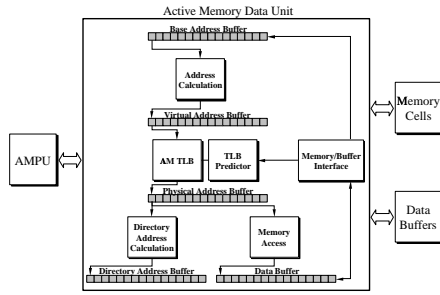 Active Memory Data Unit
Base Address Buffer
Address
Calculation
Virtual Address Buffer
AMPU
AM TLB
TLB
Predictor
Memory/Buffer
Interface
Memory
Cells
Physical Address Buffer
Directory
Address
Calculation
Memory
Access
Data
Buffers
Directory Address Buffer
Data Buffer